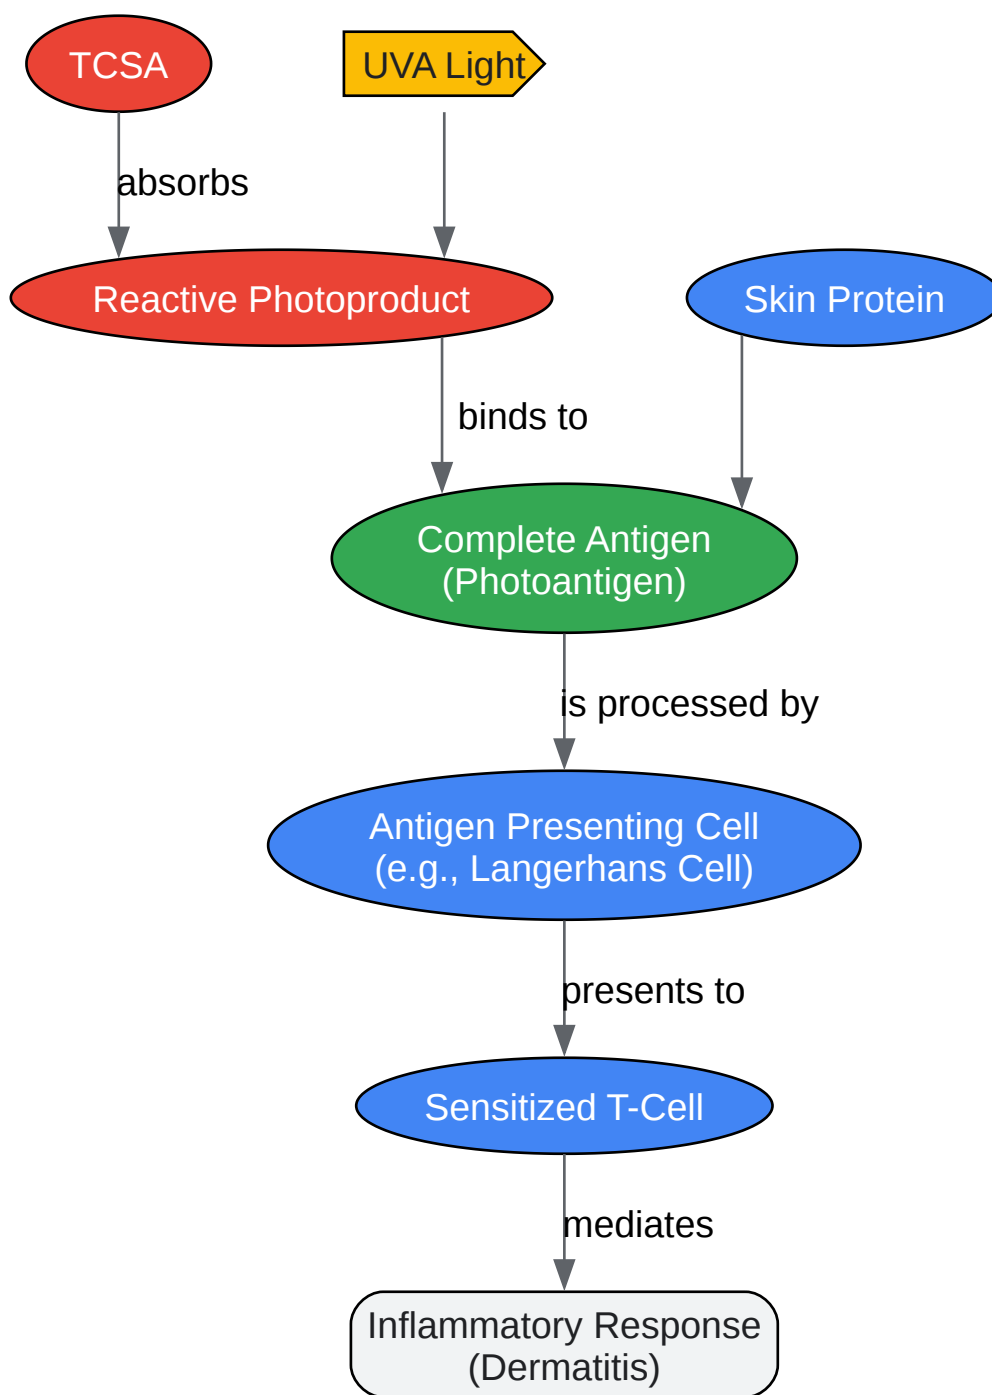 TCSA
UVA Light
absorbs
Reactive Photoproduct
Skin Protein
binds to
Complete Antigen
(Photoantigen)
is processed by
Antigen Presenting Cell
(e.g., Langerhans Cell)
presents to
Sensitized T-Cell
mediates
Inflammatory Response
(Dermatitis)